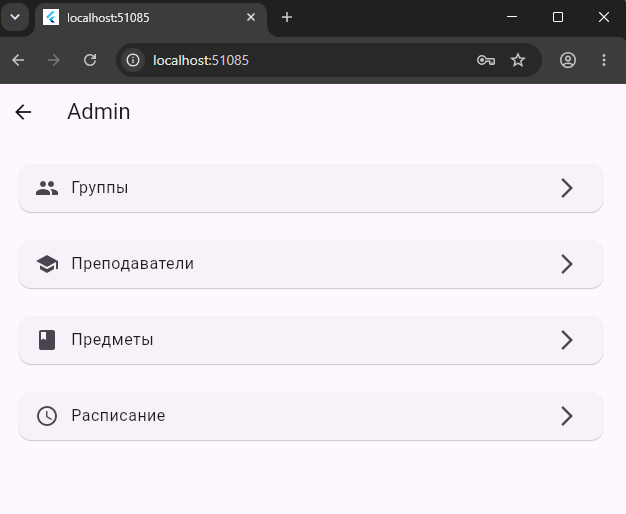 localhost:51085
localhost:51085
Admin
Группы
Преподаватели
Предметы
Расписание